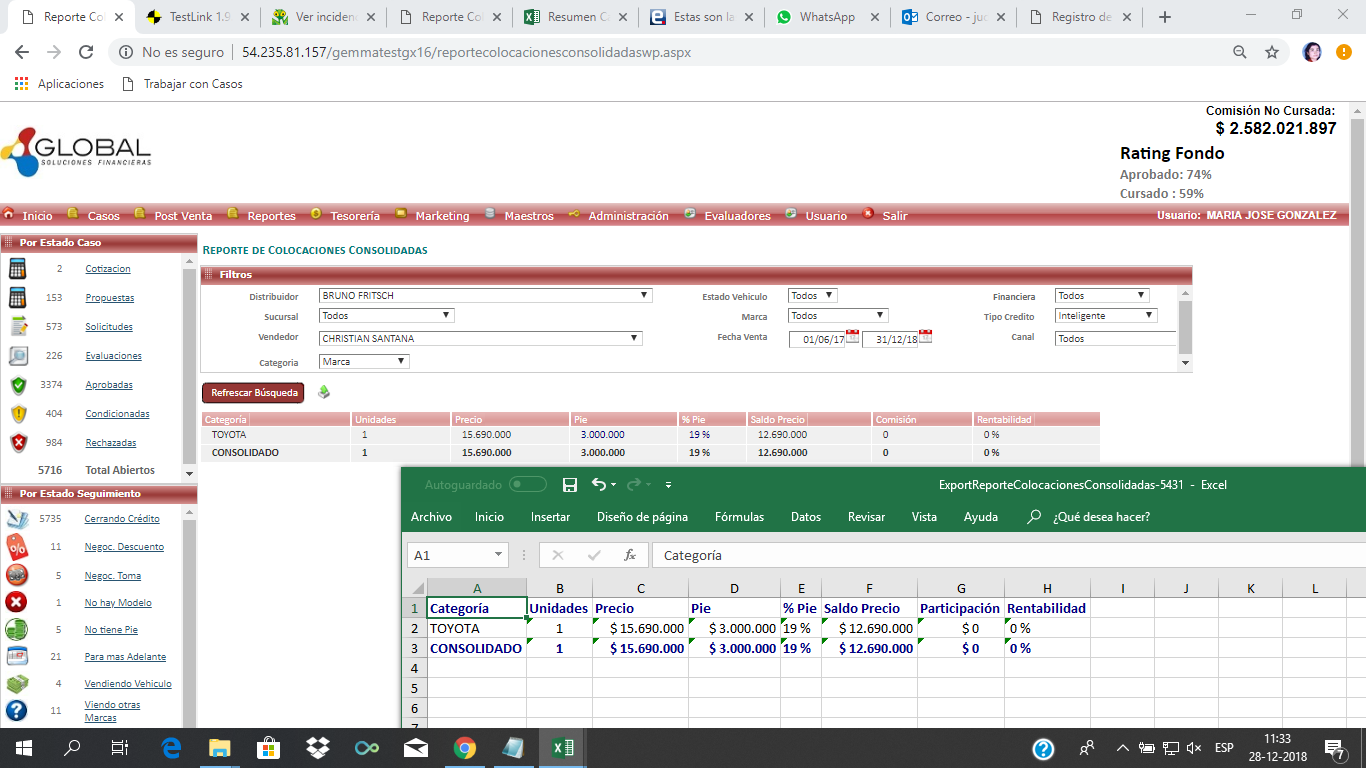 Reporte Co
TestLink 1.9
Ver inciden
Reporte Co
Resumen C
Estas son la
WhatsApp
Correo - juc
Registro de
No es seguro | 54.235.81.157/gemmatestgx16/reportecolocacionesconsolidadaswp.aspx
Aplicaciones Trabajar con Casos
Comisión No Cursada:
$ 2.582.021.897
GLOBAL
SOLUCIONES FINANCIERAS
Rating Fondo
Aprobado: 74%
Cursado : 59%
Inicio Casos Post Venta Reportes Tesorería Marketing Maestros Administración Evaluadores Usuario Salir Usuario: MARIA JOSE GONZALEZ
Por Estado Caso
2 Cotizacion
153 Propuestas
573 Solicitudes
226 Evaluaciones
3374 Aprobadas
404 Condicionadas
984 Rechazadas
5716 Total Abiertos
Por Estado Seguimiento
5735 Cerrando Crédito
11 Negoc. Descuento
5 Negoc. Toma
1 No hay Modelo
5 No tiene Pie
21 Para mas Adelante
4 Vendiendo Vehiculo
11 Viendo otras
Marcas
REPORTE DE COLOCACIONES CONSOLIDADAS
Filtros
Distribuidor BRUNO FRITSCH Estado Vehiculo Todos Financiera Todos
Sucursal Todos Marca Todos Tipo Credito Inteligente
Vendedor CHRISTIAN SANTANA Fecha Venta 01/06/17 31/12/18 Canal Todos
Categoria Marca
Refrescar Búsqueda
Categoría Unidades Precio Pie % Pie Saldo Precio Comisión Rentabilidad
TOYOTA 1 15.690.000 3.000.000 19 % 12.690.000 0 0 %
CONSOLIDADO 1 15.690.000 3.000.000 19 % 12.690.000 0 0 %
Autoguardado ExportReporteColocacionesConsolidadas-5431 - Excel
Archivo Inicio Insertar Diseño de página Fórmulas Datos Revisar Vista Ayuda ¿Qué desea hacer?
A1 fx Categoría
A B C D E F G H I J K L
1 Categoría Unidades Precio Pie % Pie Saldo Precio Participación Rentabilidad
2 TOYOTA 1 $ 15.690.000 $ 3.000.000 19 % $ 12.690.000 $ 0 0 %
3 CONSOLIDADO 1 $ 15.690.000 $ 3.000.000 19 % $ 12.690.000 $ 0 0 %
4
5
6
7
ESP
11:33
28-12-2018
7